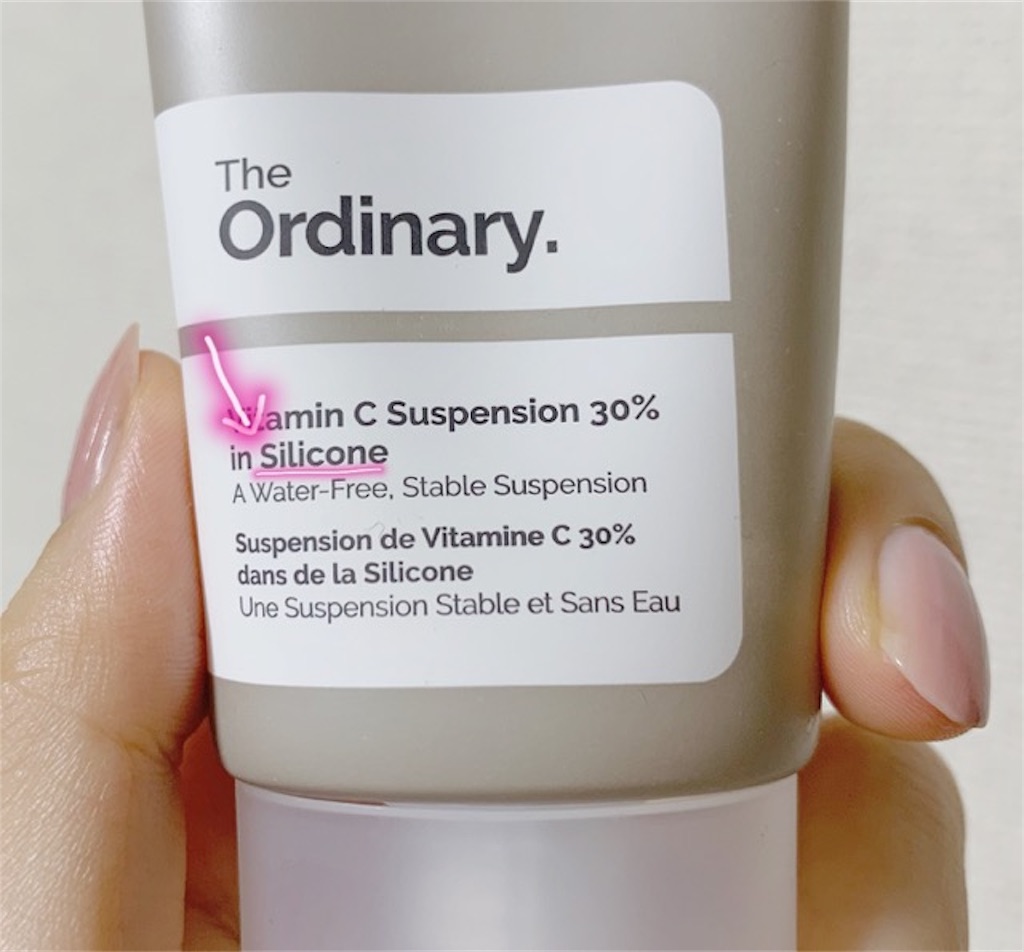 The
Ordinary.
Vitamin C Suspension 30%
in Silicone
A Water-Free, Stable Suspension
Suspension de Vitamine C 30%
dans de la Silicone
Une Suspension Stable et Sans Eau